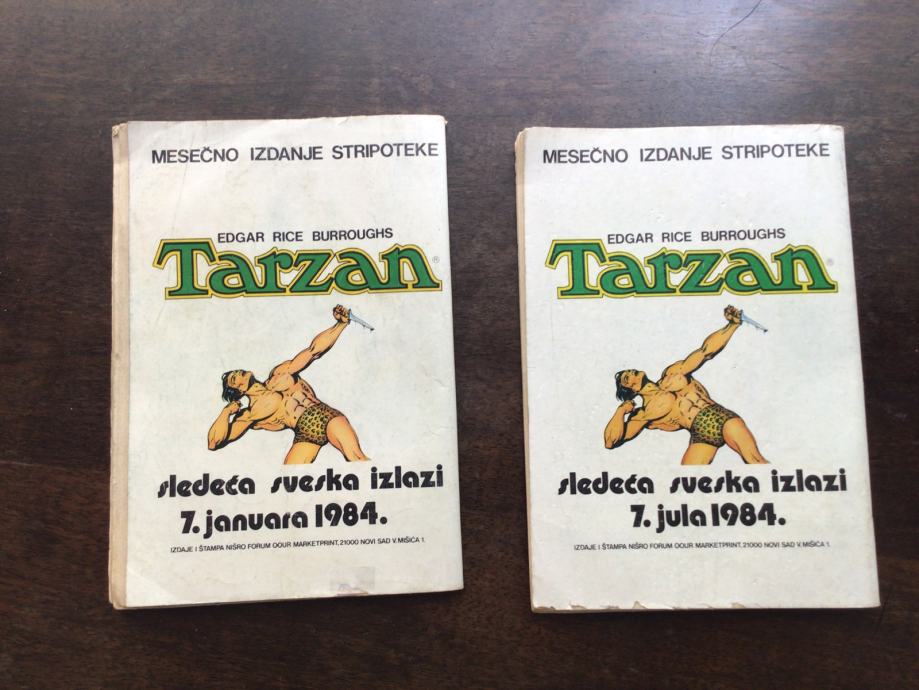 MESEČNO IZDANJE STRIPOTEKE
EDGAR RICE BURROUGHS
Tarzan®
sledeća sveska izlazi
7. januara 1984.
IZDAJE I ŠTAMPA NIŠRO FORUM OOUR MARKETPRINT, 21000 NOVI SAD V. MIŠIĆA 1.
MESEČNO IZDANJE STRIPOTEKE
EDGAR RICE BURROUGHS
Tarzan®
sledeća sveska izlazi
7. jula 1984.
IZDAJE I ŠTAMPA NIŠRO FORUM OOUR MARKETPRINT, 21000 NOVI SAD V. MIŠIĆA 1.